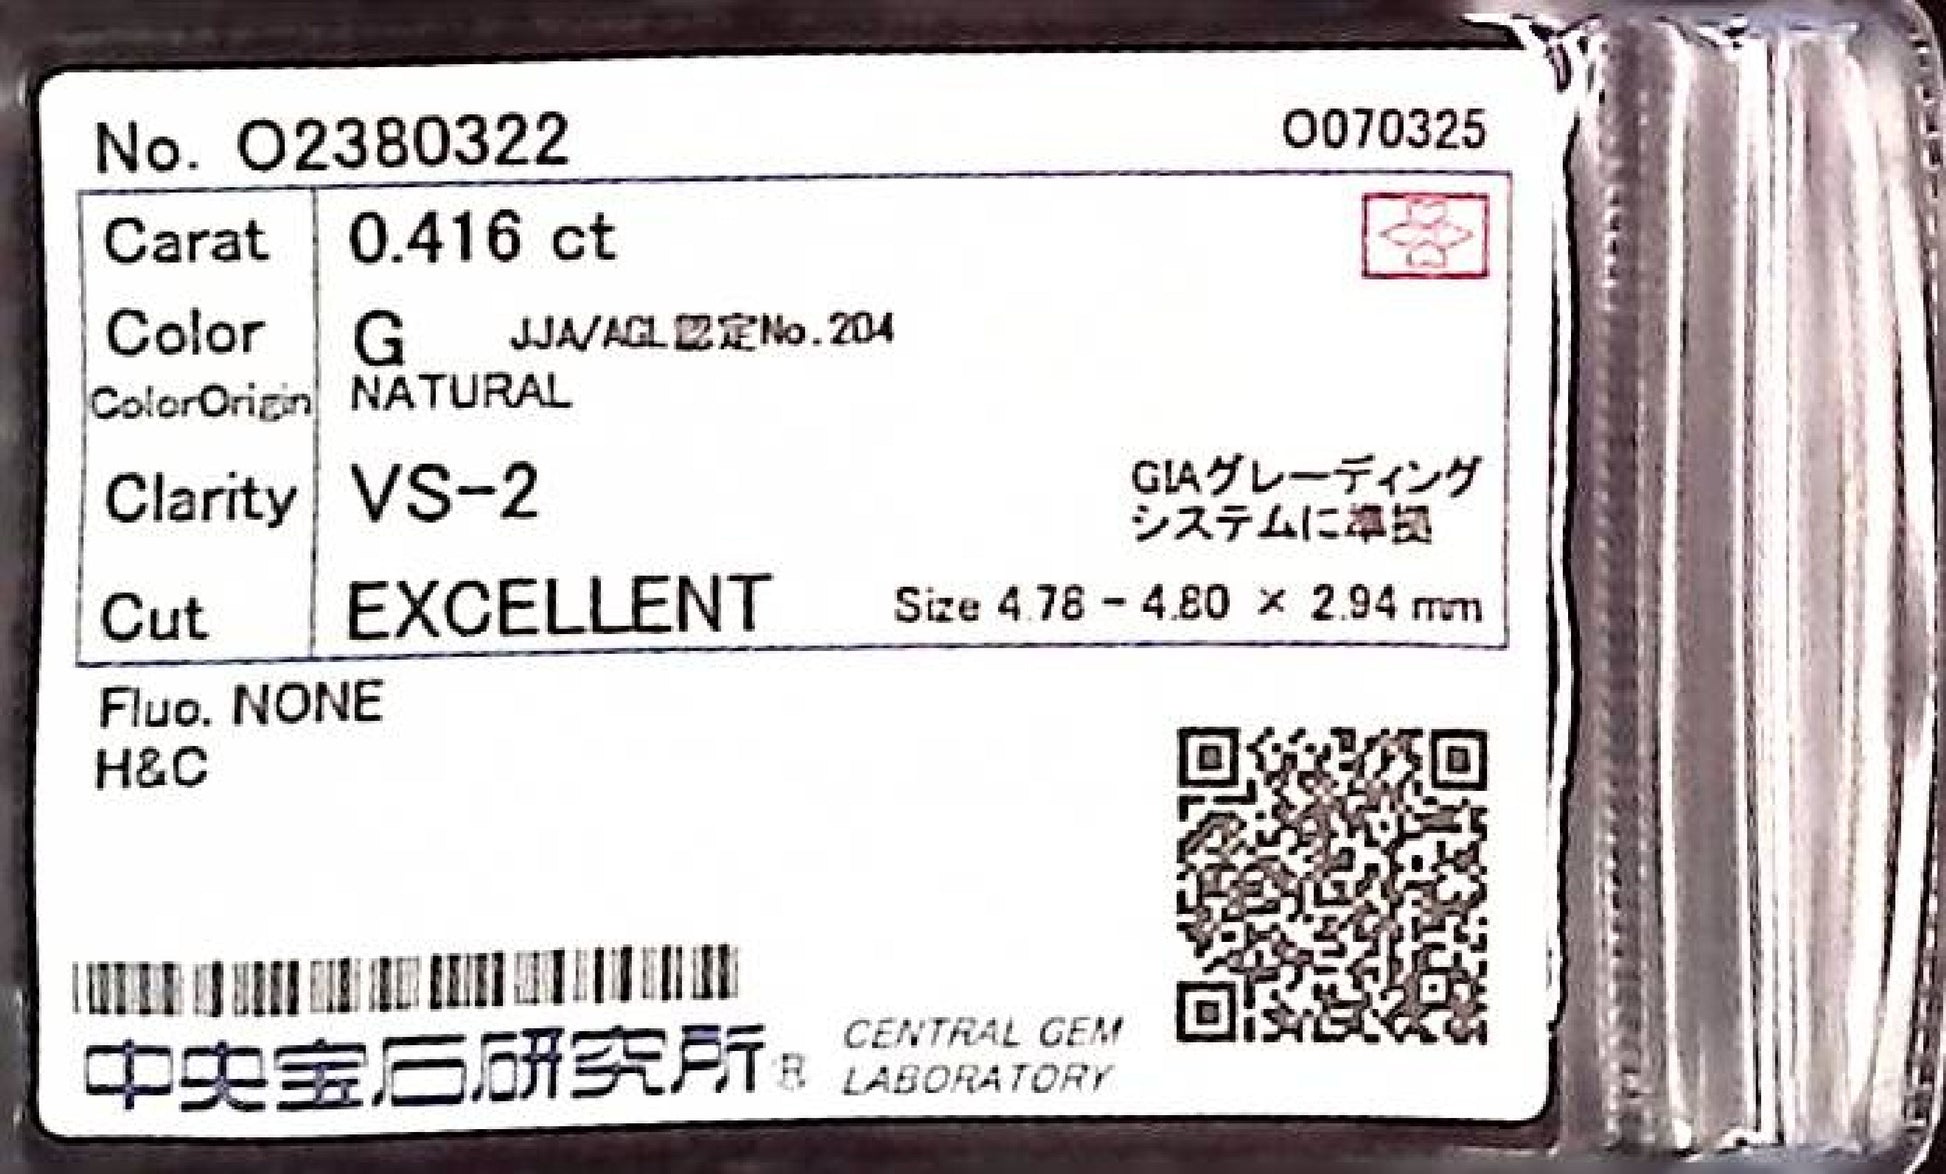 No. O2380322
O070325
Carat 0.416 ct
Color G JJA/AGL認定No.204
ColorOrigin NATURAL
Clarity VS-2
GIAグレーディング
システムに準拠
Cut EXCELLENT Size 4.78 - 4.80 × 2.94 mm
Fluo. NONE
H&C
中央宝石研究所® CENTRAL GEM
LABORATORY